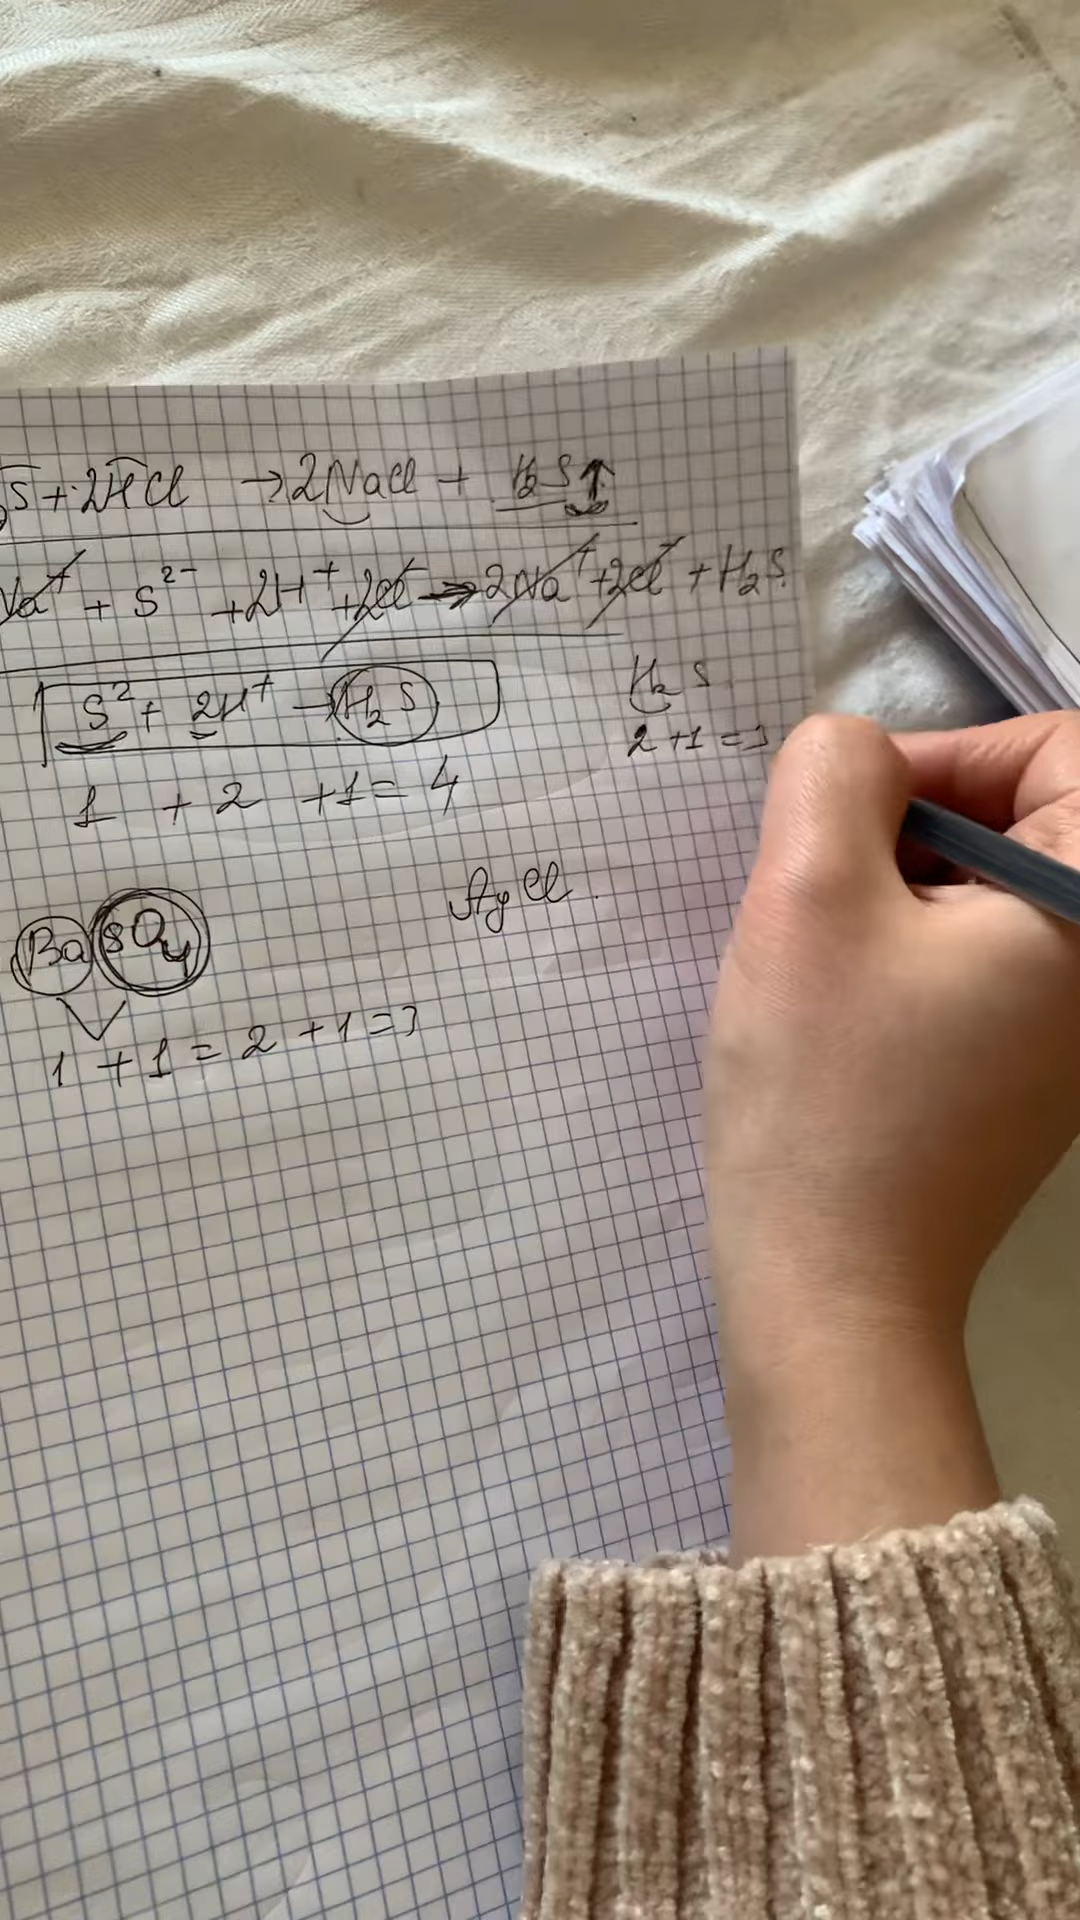 S + 2HCl → 2NaCl + H₂S↑
Na⁺ + S²⁻ + 2H⁺ + 2Cl⁻ → 2Na⁺ + 2Cl⁻ + H₂S
S² + 2H⁺ → H₂S
H₂S
2 + 1 = 3
1 + 2 + 1 = 4
AgCl
BaSO₄
1 + 1 = 2 + 1 = 3